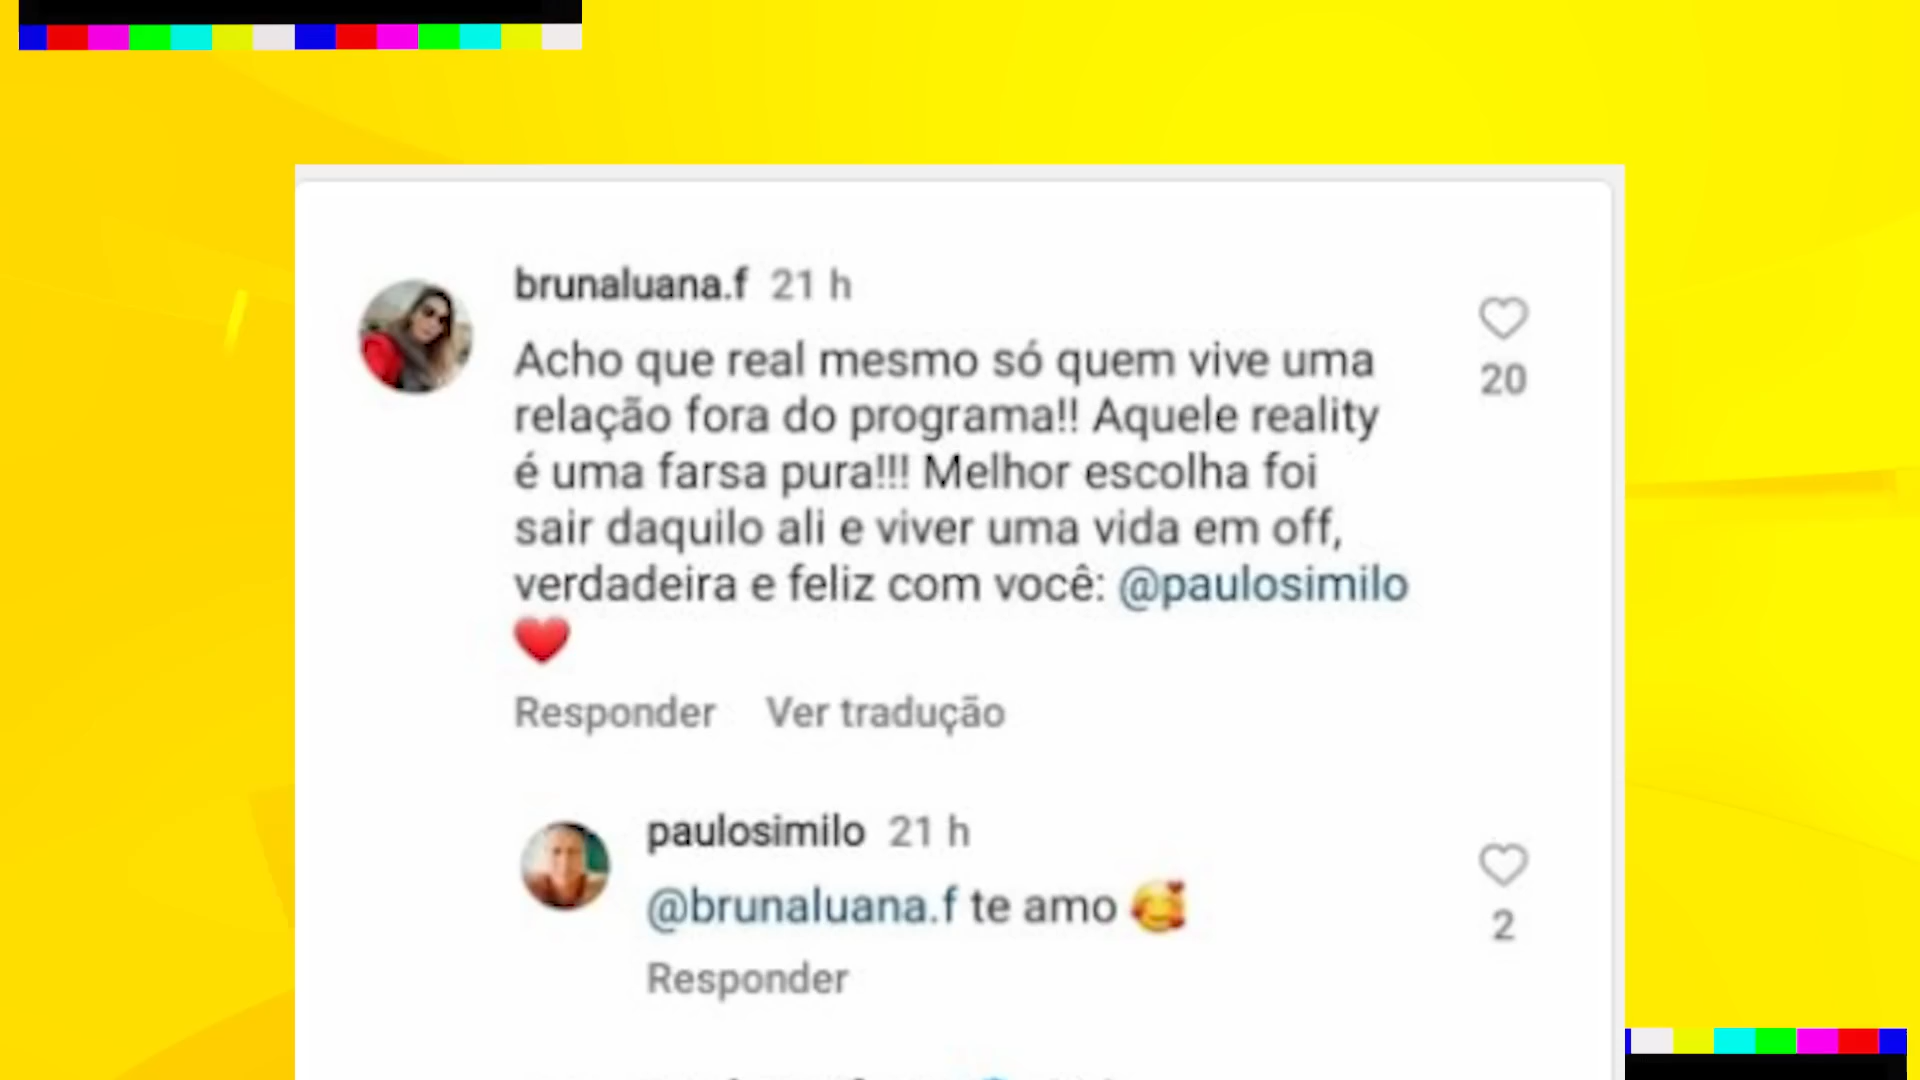 brunaluana.f 21 h
Acho que real mesmo só quem vive uma
relação fora do programa!! Aquele reality
é uma farsa pura!!! Melhor escolha foi
sair daquilo ali e viver uma vida em off,
verdadeira e feliz com você: @paulosimilo
❤️
20
Responder Ver tradução
paulosimilo 21 h
@brunaluana.f te amo 🥰
2
Responder